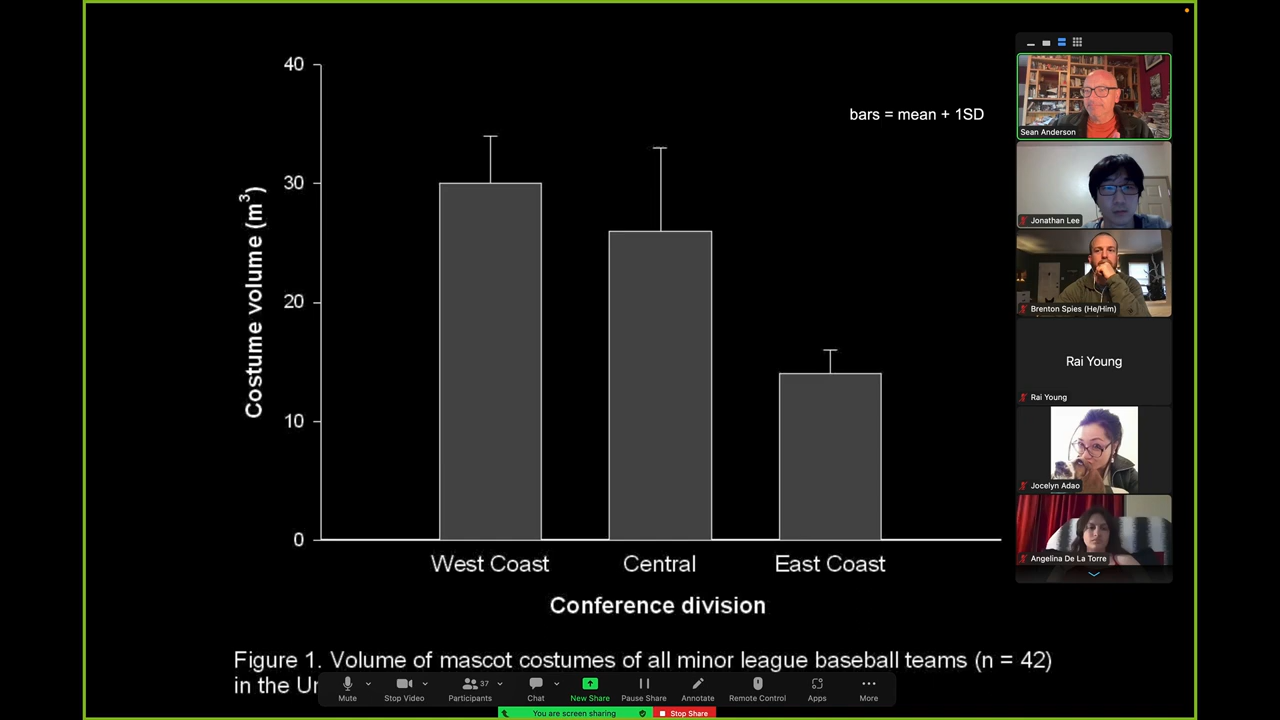 40
30
20
10
0
Costume volume (m³)
bars = mean + 1SD
West Coast Central East Coast
Conference division
Figure 1. Volume of mascot costumes of all minor league baseball teams (n = 42)
in the Ur
Sean Anderson
Jonathan Lee
Brenton Spies (He/Him)
Rai Young
Rai Young
Jocelyn Adao
Angelina De La Torre
Mute Stop Video Participants 37 Chat New Share Pause Share Annotate Remote Control Apps More
You are screen sharing Stop Share